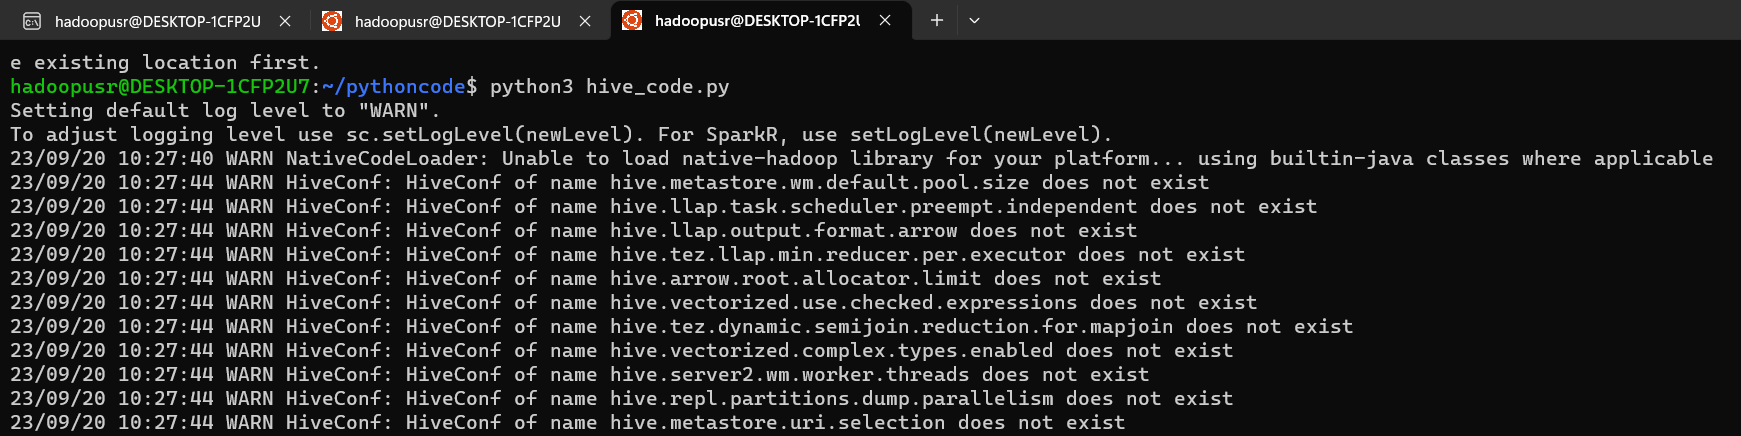 hadoopusr@DESKTOP-1CFP2U
hadoopusr@DESKTOP-1CFP2U
hadoopusr@DESKTOP-1CFP2U
e existing location first.
hadoopusr@DESKTOP-1CFP2U7:~/pythoncode$ python3 hive_code.py
Setting default log level to "WARN".
To adjust logging level use sc.setLogLevel(newLevel). For SparkR, use setLogLevel(newLevel).
23/09/20 10:27:40 WARN NativeCodeLoader: Unable to load native-hadoop library for your platform... using builtin-java classes where applicable
23/09/20 10:27:44 WARN HiveConf: HiveConf of name hive.metastore.wm.default.pool.size does not exist
23/09/20 10:27:44 WARN HiveConf: HiveConf of name hive.llap.task.scheduler.preempt.independent does not exist
23/09/20 10:27:44 WARN HiveConf: HiveConf of name hive.llap.output.format.arrow does not exist
23/09/20 10:27:44 WARN HiveConf: HiveConf of name hive.tez.llap.min.reducer.per.executor does not exist
23/09/20 10:27:44 WARN HiveConf: HiveConf of name hive.arrow.root.allocator.limit does not exist
23/09/20 10:27:44 WARN HiveConf: HiveConf of name hive.vectorized.use.checked.expressions does not exist
23/09/20 10:27:44 WARN HiveConf: HiveConf of name hive.tez.dynamic.semijoin.reduction.for.mapjoin does not exist
23/09/20 10:27:44 WARN HiveConf: HiveConf of name hive.vectorized.complex.types.enabled does not exist
23/09/20 10:27:44 WARN HiveConf: HiveConf of name hive.server2.wm.worker.threads does not exist
23/09/20 10:27:44 WARN HiveConf: HiveConf of name hive.repl.partitions.dump.parallelism does not exist
23/09/20 10:27:44 WARN HiveConf: HiveConf of name hive.metastore.uri.selection does not exist